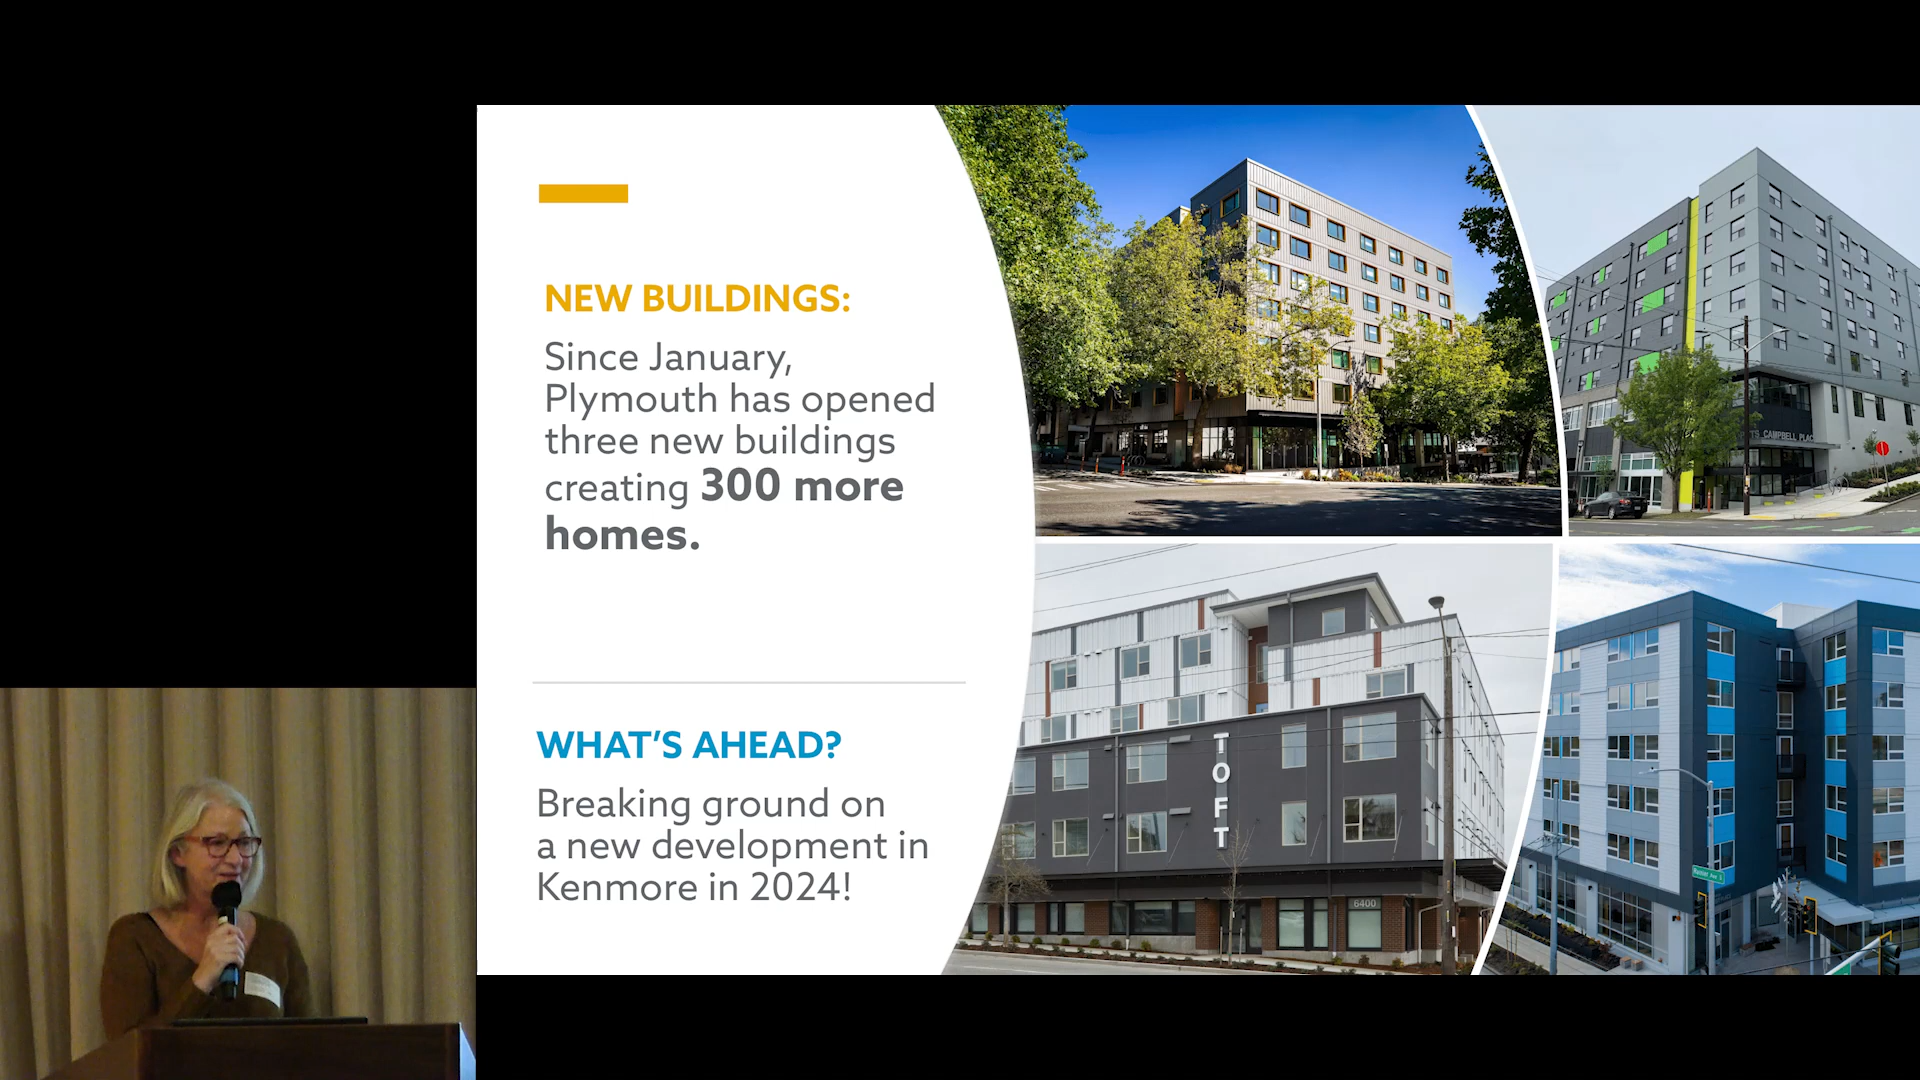 NEW BUILDINGS:
Since January,
Plymouth has opened
three new buildings
creating 300 more
homes.
WHAT'S AHEAD?
Breaking ground on
a new development in
Kenmore in 2024!
CAMPBELL PLAC
TOFT
6400